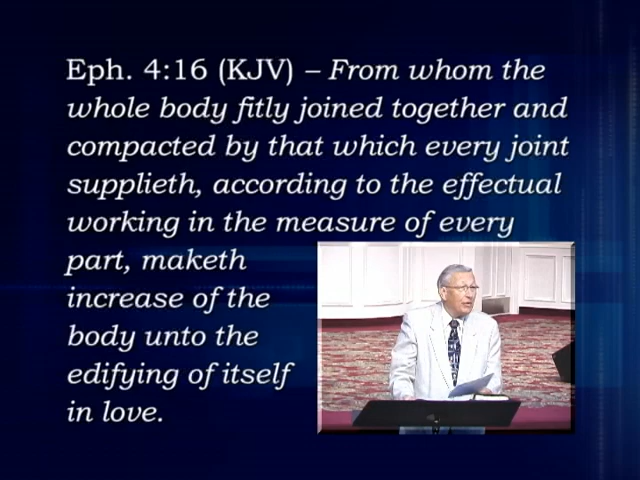 Eph. 4:16 (KJV) – From whom the
whole body fitly joined together and
compacted by that which every joint
supplieth, according to the effectual
working in the measure of every
part, maketh
increase of the
body unto the
edifying of itself
in love.